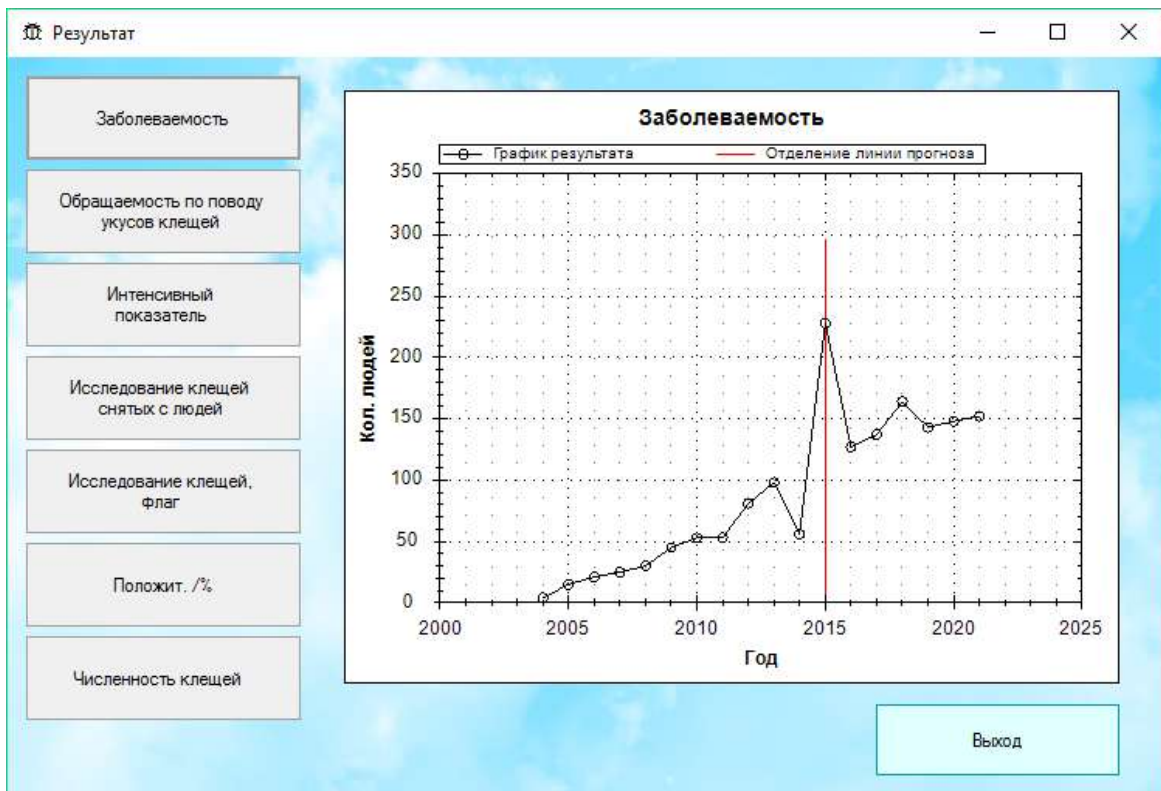 Результат
Заболеваемость
Обращаемость по поводу
укусов клещей
Интенсивный
показатель
Исследование клещей
снятых с людей
Исследование клещей,
флаг
Положит. /%
Численность клещей
Заболеваемость
График результата
Отделение линии прогноза
Кол. людей
350
300
250
200
150
100
50
0
2000
2005
2010
2015
2020
2025
Год
Выход